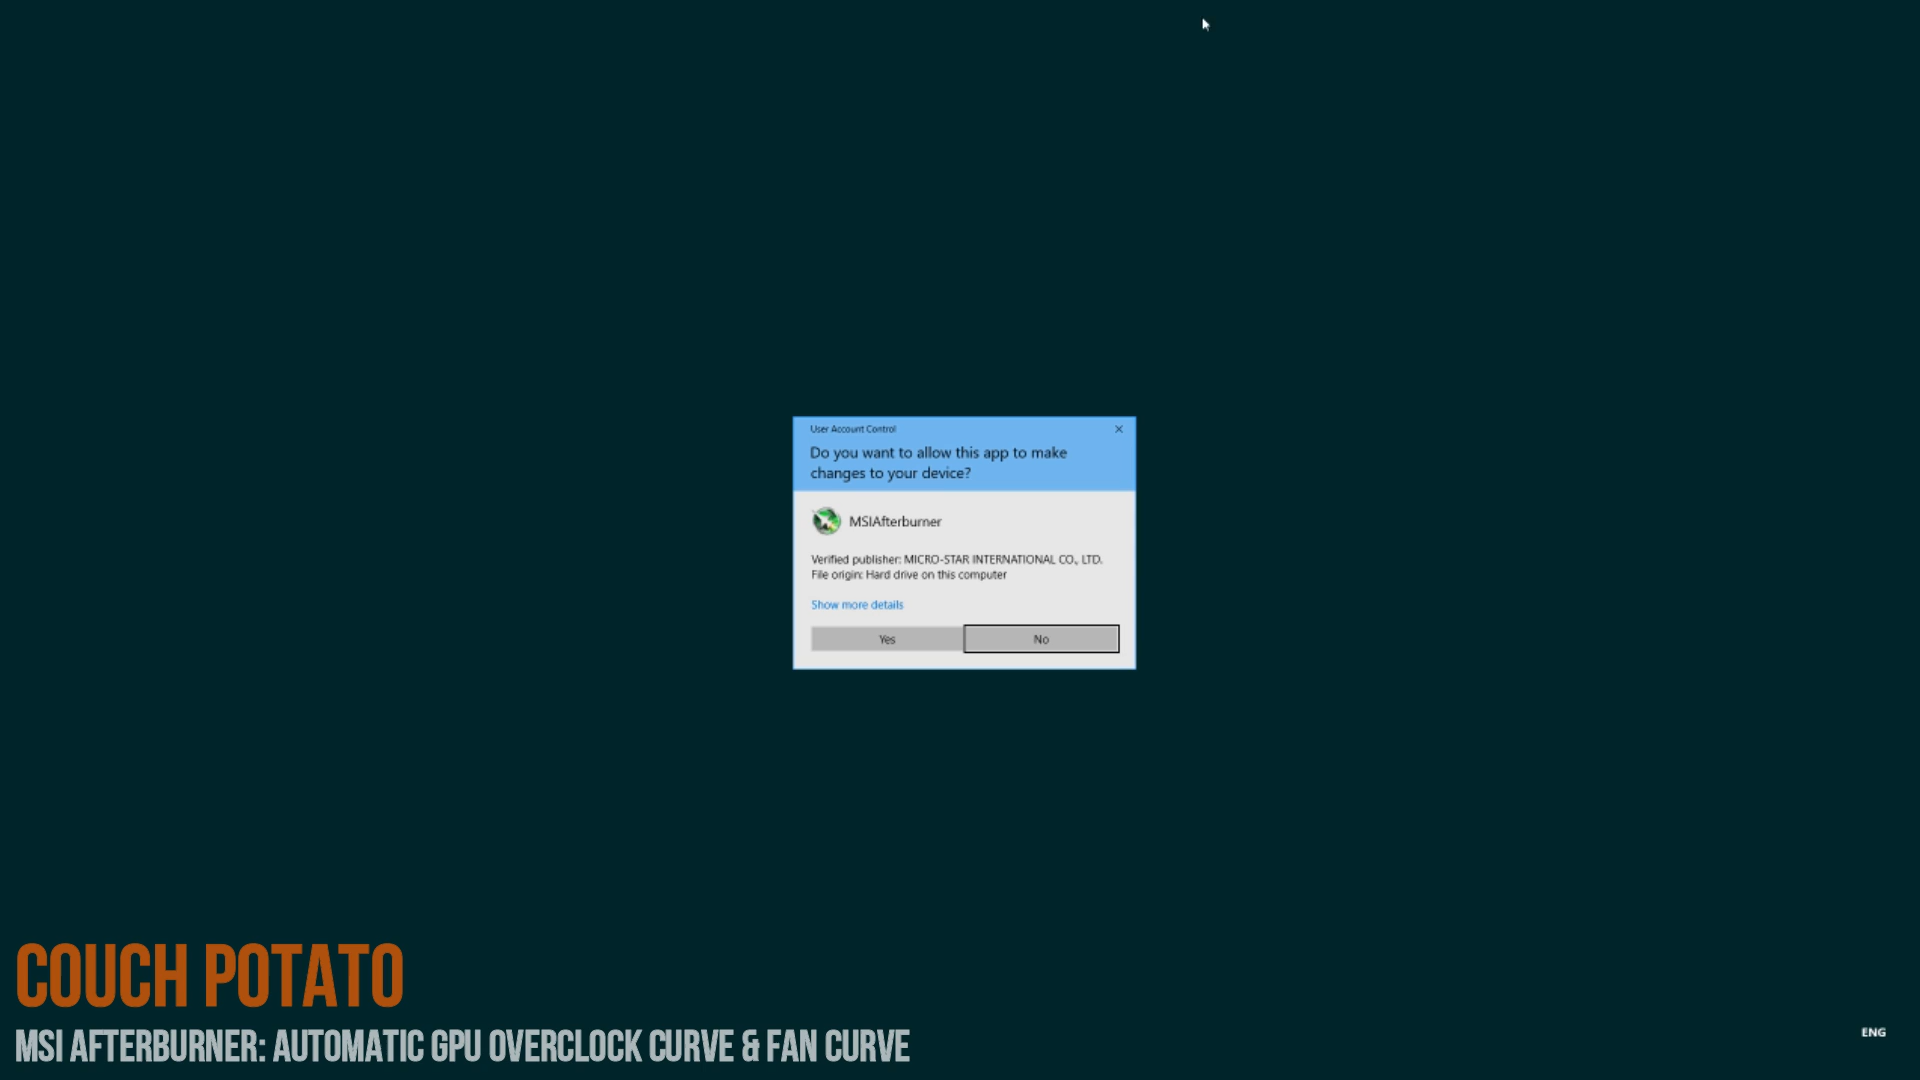 User Account Control
Do you want to allow this app to make
changes to your device?
MSIAfterburner
Verified publisher: MICRO-STAR INTERNATIONAL CO., LTD.
File origin: Hard drive on this computer
Show more details
Yes
No
COUCH POTATO
MSI AFTERBURNER: AUTOMATIC GPU OVERCLOCK CURVE & FAN CURVE
ENG